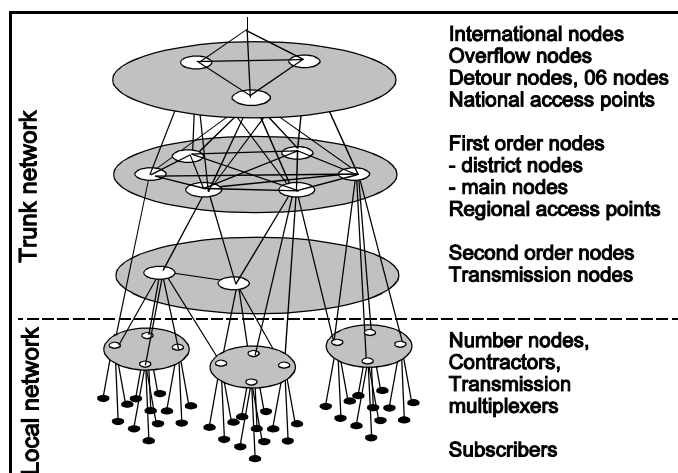 International nodes
Overflow nodes
Detour nodes, 06 nodes
National access points
First order nodes
- district nodes
- main nodes
Regional access points
Second order nodes
Transmission nodes
Number nodes,
Contractors,
Transmission
multiplexers
Subscribers
Trunk network
Local network